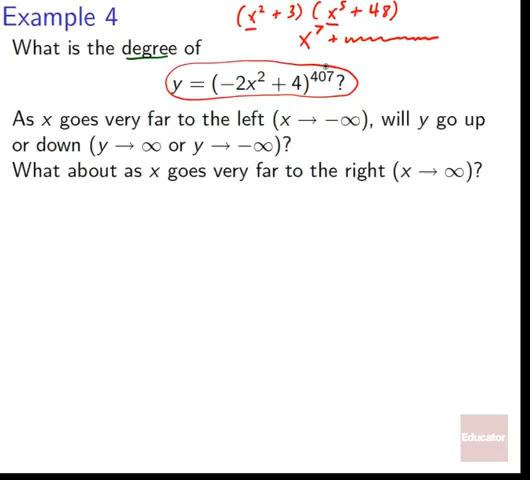 Example 4
(x² + 3) (x⁵ + 48)
x⁷ +
What is the degree of
y = (−2x² + 4)⁴⁰⁷?
As x goes very far to the left (x → −∞), will y go up
or down (y → ∞ or y → −∞)?
What about as x goes very far to the right (x → ∞)?
Educator